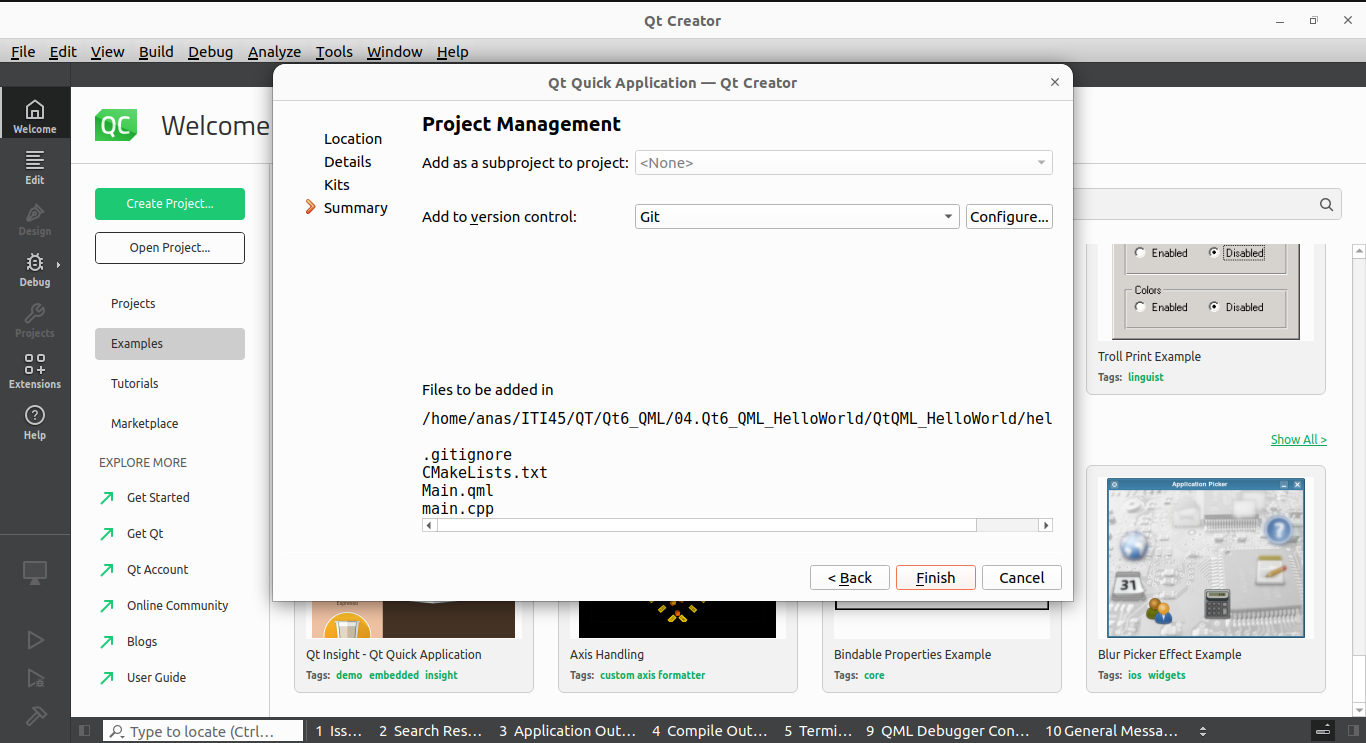 Qt Creator
File Edit View Build Debug Analyze Tools Window Help
Qt Quick Application — Qt Creator
Welcome
Edit
Design
Debug
Projects
Extensions
Help
QC
Welcome
Create Project...
Open Project...
Projects
Examples
Tutorials
Marketplace
EXPLORE MORE
Get Started
Get Qt
Qt Account
Online Community
Blogs
User Guide
Location
Details
Kits
Summary
Project Management
Add as a subproject to project: <None>
Add to version control: Git Configure...
Files to be added in
/home/anas/ITI45/QT/Qt6_QML/04.Qt6_QML_HelloWorld/QtQML_HelloWorld/hel
.gitignore
CMakeLists.txt
Main.qml
main.cpp
< Back Finish Cancel
Enabled Disabled
Colors
Enabled Disabled
Troll Print Example
Tags: linguist
Show All >
Application Picker
31
Espresso
Qt Insight - Qt Quick Application
Tags: demo embedded insight
Axis Handling
Tags: custom axis formatter
Bindable Properties Example
Tags: core
Blur Picker Effect Example
Tags: ios widgets
Type to locate (Ctrl... 1 Iss... 2 Search Res... 3 Application Out... 4 Compile Out... 5 Termi... 9 QML Debugger Con... 10 General Messa...